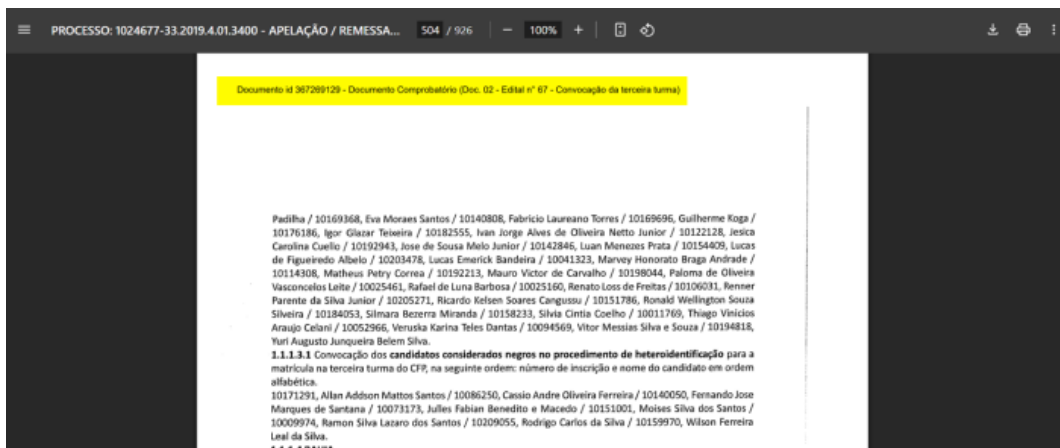 PROCESSO: 1024677-33.2019.4.01.3400 - APELAÇÃO / REMESSA... 504 / 926 100%
Documento id 367269129 - Documento Comprobatório (Doc. 02 - Edital n° 67 - Convocação da terceira turma)
Padilha / 10169368, Eva Moraes Santos / 10140808, Fabricio Laureano Torres / 10169696, Guilherme Koga /
10176186, Igor Glazar Teixeira / 10182555, Ivan Jorge Alves de Oliveira Netto Junior / 10122128, Jesica
Carolina Cuello / 10192943, Jose de Sousa Melo Junior / 10142846, Luan Menezes Prata / 10154409, Lucas
de Figueiredo Albelo / 10203478, Lucas Emerick Bandeira / 10041323, Marvey Honorato Braga Andrade /
10114308, Matheus Petry Correa / 10192213, Mauro Victor de Carvalho / 10198044, Paloma de Oliveira
Vasconcelos Leite / 10025461, Rafael de Luna Barbosa / 10025160, Renato Loss de Freitas / 10106031, Renner
Parente da Silva Junior / 10205271, Ricardo Kelsen Soares Cangussu / 10151786, Ronald Wellington Souza
Silveira / 10184053, Silmara Bezerra Miranda / 10158233, Silvia Cintia Coelho / 10011769, Thiago Vinicios
Araujo Celani / 10052966, Veruska Karina Teles Dantas / 10094569, Vitor Messias Silva e Souza / 10194818,
Yuri Augusto Junqueira Belem Silva.
1.1.1.3.1 Convocação dos candidatos considerados negros no procedimento de heteroidentificação para a
matrícula na terceira turma do CFP, na seguinte ordem: número de inscrição e nome do candidato em ordem
alfabética.
10171291, Allan Addson Mattos Santos / 10086250, Cassio Andre Oliveira Ferreira / 10140050, Fernando Jose
Marques de Santana / 10073173, Julles Fabian Benedito e Macedo / 10151001, Moises Silva dos Santos /
10009974, Ramon Silva Lazaro dos Santos / 10209055, Rodrigo Carlos da Silva / 10159970, Wilson Ferreira
Leal da Silva.